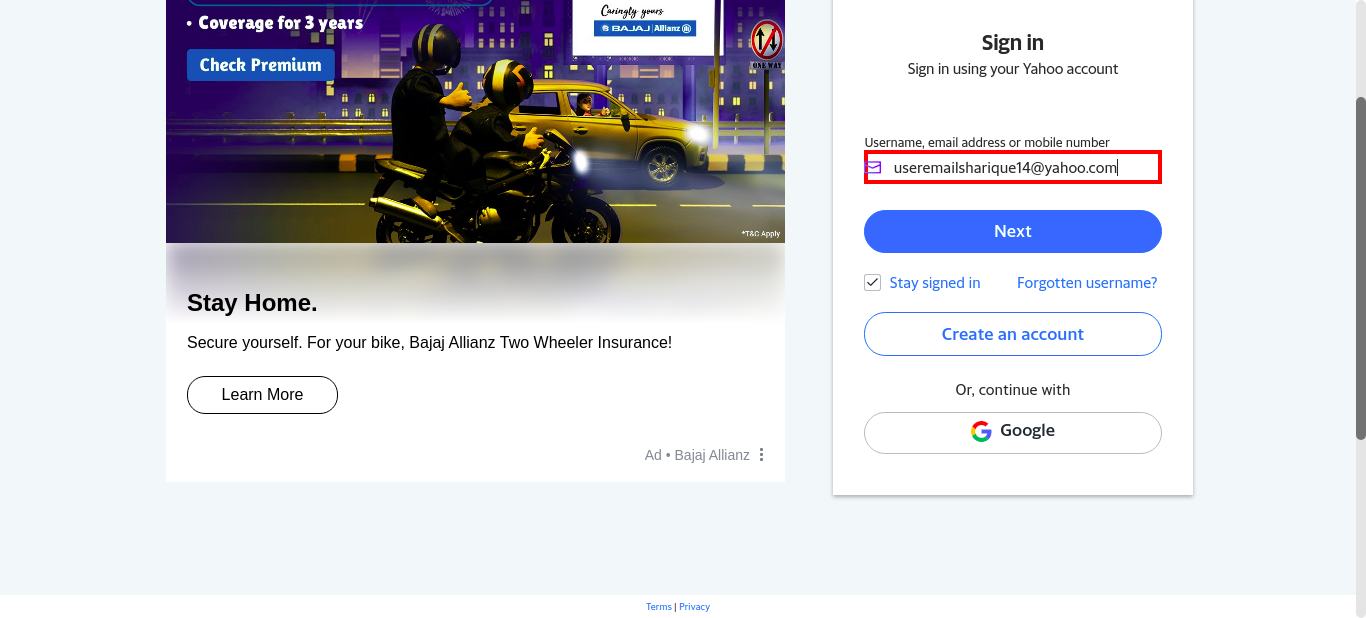 • Coverage for 3 years
Check Premium
Caringly yours
BAJAJ | Allianz
ONE WAY
*T&C Apply
Stay Home.
Secure yourself. For your bike, Bajaj Allianz Two Wheeler Insurance!
Learn More
Ad • Bajaj Allianz
Sign in
Sign in using your Yahoo account
Username, email address or mobile number
useremailsharique14@yahoo.com
Next
Stay signed in
Forgotten username?
Create an account
Or, continue with
Google
Terms | Privacy